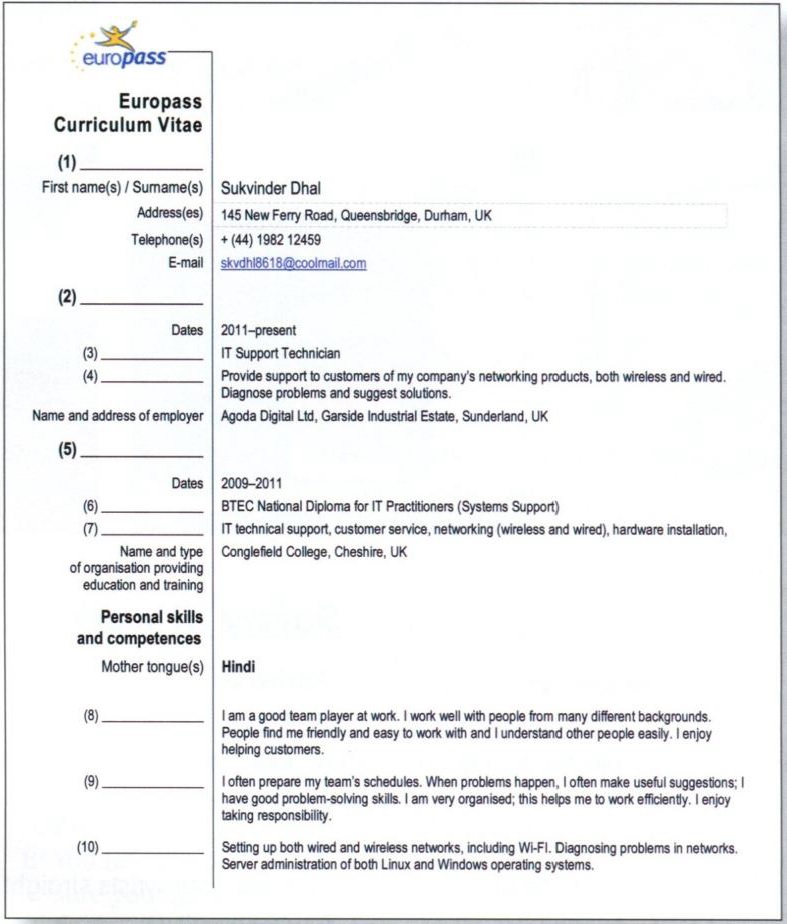 europass
Europass
Curriculum Vitae
(1)
First name(s) / Surname(s) Sukvinder Dhal
Address(es) 145 New Ferry Road, Queensbridge, Durham, UK
Telephone(s) + (44) 1982 12459
E-mail skvdhl8618@coolmail.com
(2)
Dates 2011–present
(3) IT Support Technician
(4) Provide support to customers of my company's networking products, both wireless and wired.
Diagnose problems and suggest solutions.
Name and address of employer Agoda Digital Ltd, Garside Industrial Estate, Sunderland, UK
(5)
Dates 2009–2011
(6) BTEC National Diploma for IT Practitioners (Systems Support)
(7) IT technical support, customer service, networking (wireless and wired), hardware installation,
Name and type Conglefield College, Cheshire, UK
of organisation providing
education and training
Personal skills
and competences
Mother tongue(s) Hindi
(8) I am a good team player at work. I work well with people from many different backgrounds.
People find me friendly and easy to work with and I understand other people easily. I enjoy
helping customers.
(9) I often prepare my team's schedules. When problems happen, I often make useful suggestions; I
have good problem-solving skills. I am very organised; this helps me to work efficiently. I enjoy
taking responsibility.
(10) Setting up both wired and wireless networks, including Wi-FI. Diagnosing problems in networks.
Server administration of both Linux and Windows operating systems.